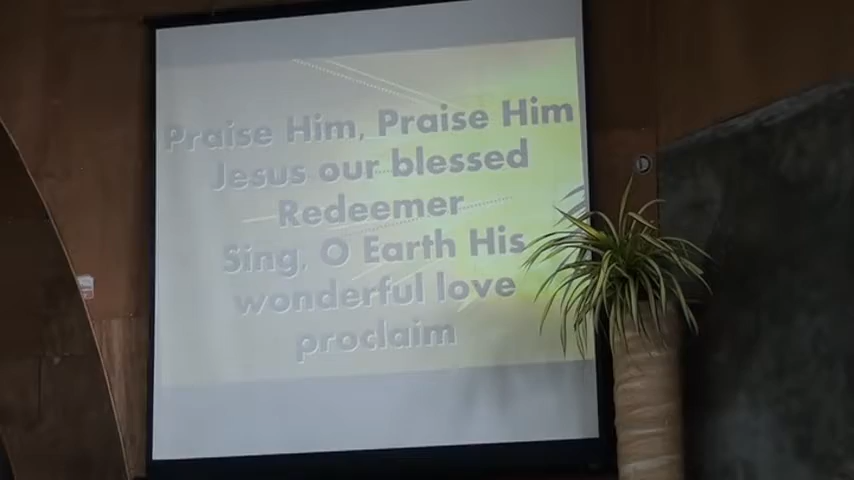 Praise Him, Praise Him
Jesus our blessed
Redeemer
Sing, O Earth His
wonderful love
proclaim